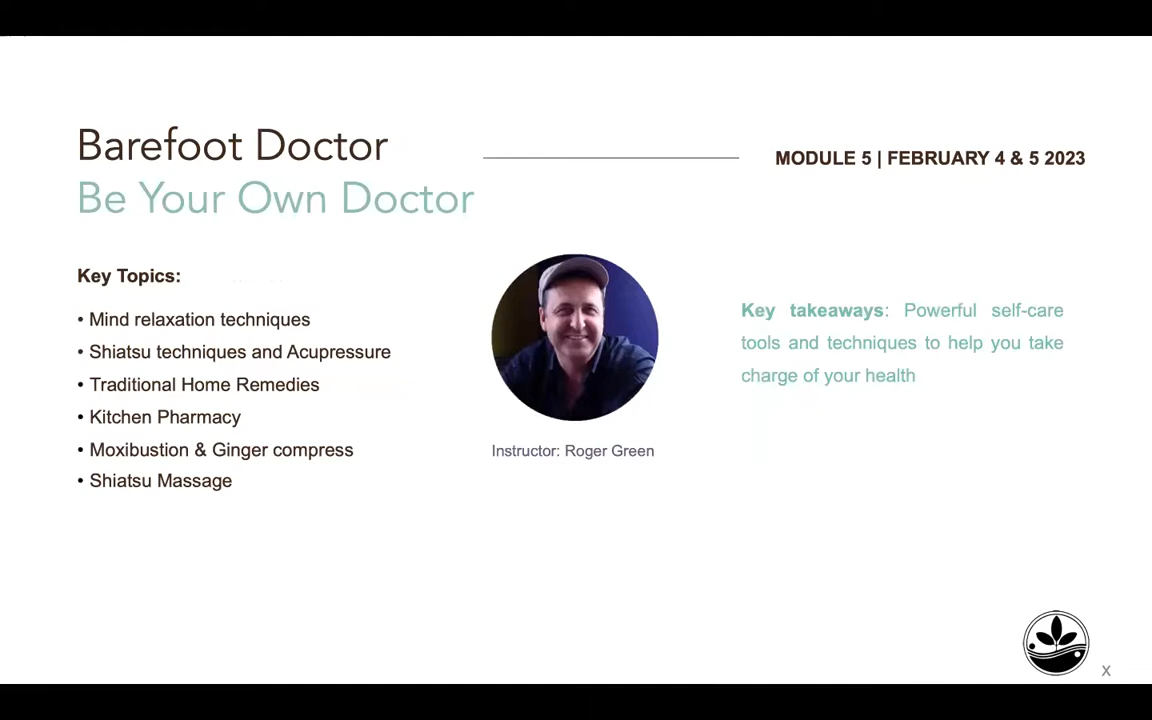 Barefoot Doctor
Be Your Own Doctor
MODULE 5 | FEBRUARY 4 & 5 2023
Key Topics:
• Mind relaxation techniques
• Shiatsu techniques and Acupressure
• Traditional Home Remedies
• Kitchen Pharmacy
• Moxibustion & Ginger compress
• Shiatsu Massage
Instructor: Roger Green
Key takeaways: Powerful self-care
tools and techniques to help you take
charge of your health
X